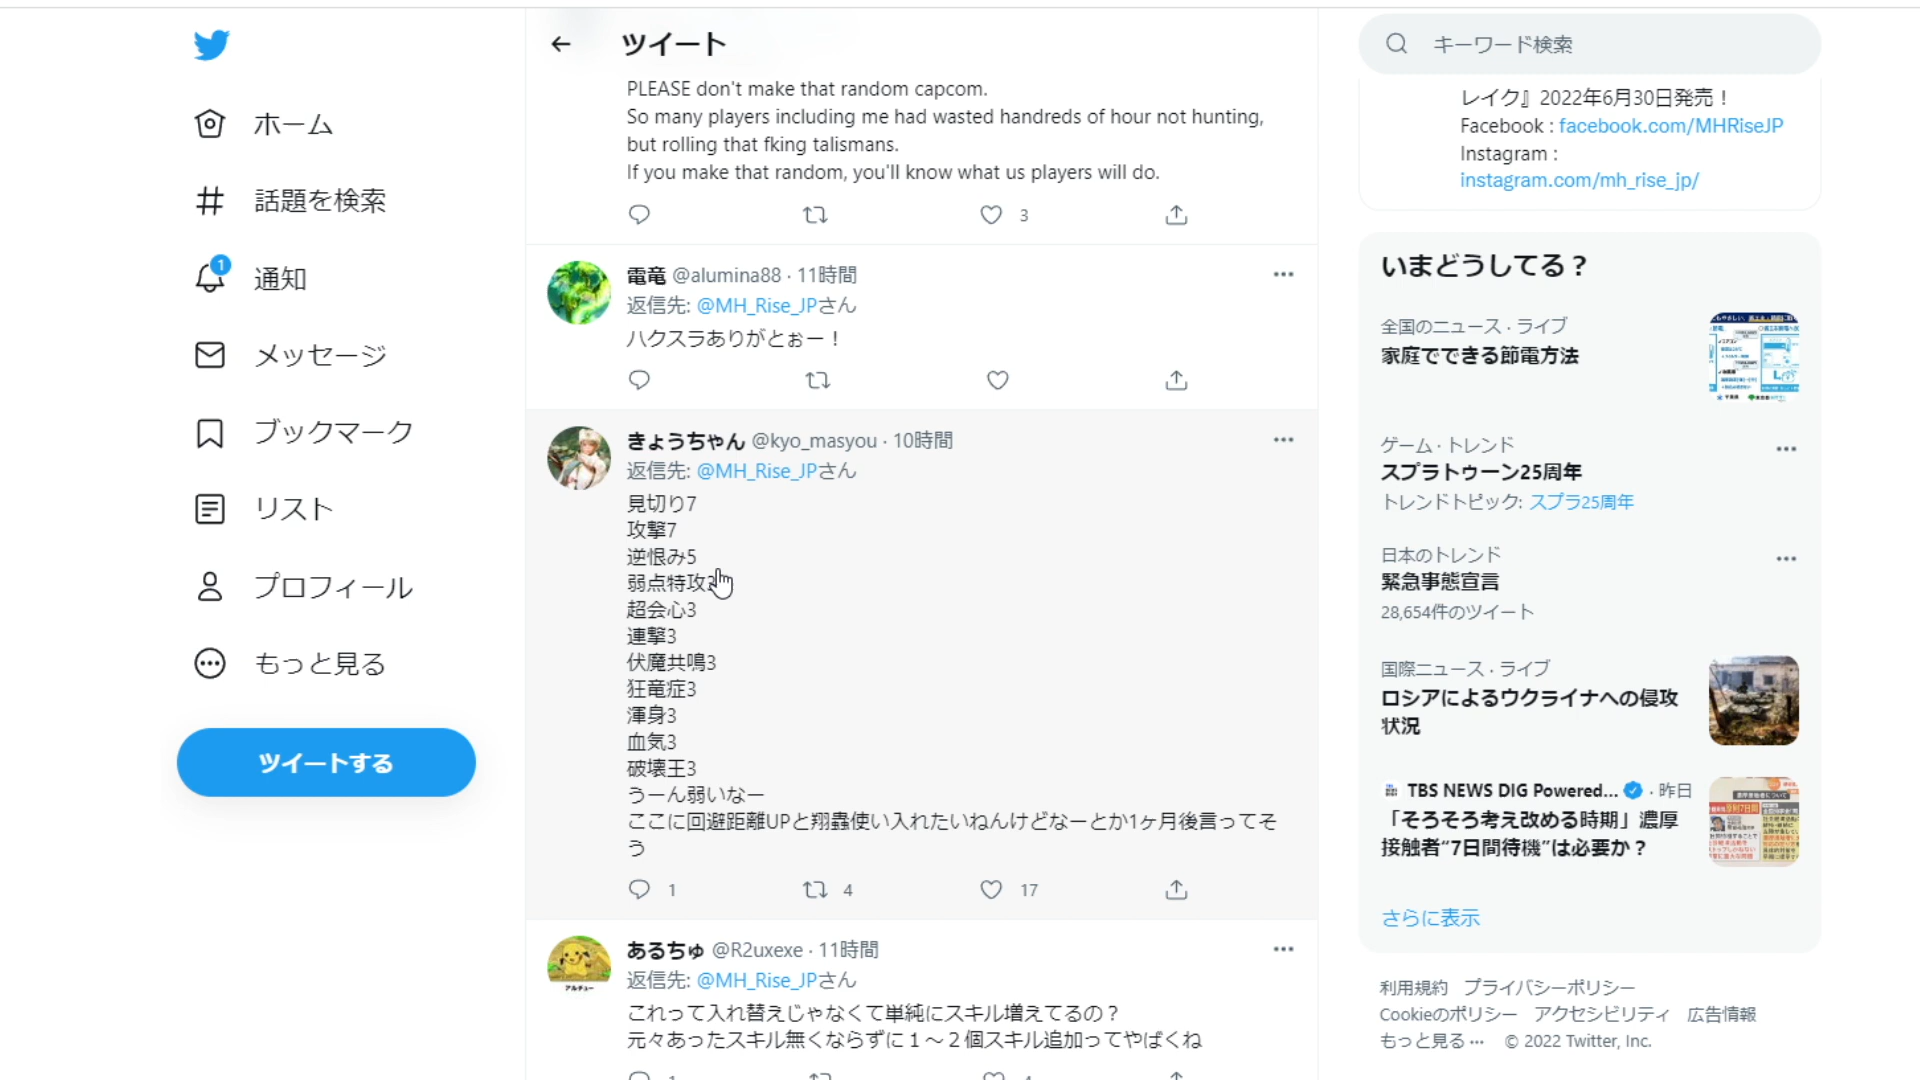 ホーム
話題を検索
1
通知
メッセージ
ブックマーク
リスト
プロフィール
もっと見る
ツイートする
ツイート
PLEASE don't make that random capcom.
So many players including me had wasted hundreds of hour not hunting,
but rolling that fking talismans.
If you make that random, you'll know what us players will do.
3
電竜 @alumina88 · 11時間
返信先: @MH_Rise_JPさん
ハクスラありがとぉー！
きょうちゃん @kyo_masyou · 10時間
返信先: @MH_Rise_JPさん
見切り7
攻撃7
逆恨み5
弱点特攻
超会心3
連撃3
伏魔共鳴3
狂竜症3
渾身3
血気3
破壊王3
うーん弱いなー
ここに回避距離UPと翔蟲使い入れたいねんけどなーとか1ヶ月後言ってそ
う
1 4 17
あるちゅ @R2uxexe · 11時間
返信先: @MH_Rise_JPさん
これって入れ替えじゃなくて単純にスキル増えてるの？
元々あったスキル無くならずに１～２個スキル追加ってやばくね
キーワード検索
レイク』2022年6月30日発売！
Facebook : facebook.com/MHRiseJP
Instagram :
instagram.com/mh_rise_jp/
いまどうしてる？
全国のニュース · ライブ
家庭でできる節電方法
ゲーム · トレンド
スプラトゥーン25周年
トレンドトピック: スプラ25周年
日本のトレンド
緊急事態宣言
28,654件のツイート
国際ニュース · ライブ
ロシアによるウクライナへの侵攻
状況
TBS NEWS DIG Powered... · 昨日
「そろそろ考え改める時期」濃厚
接触者“7日間待機”は必要か？
さらに表示
利用規約 プライバシーポリシー
Cookieのポリシー アクセシビリティ 広告情報
もっと見る ··· © 2022 Twitter, Inc.